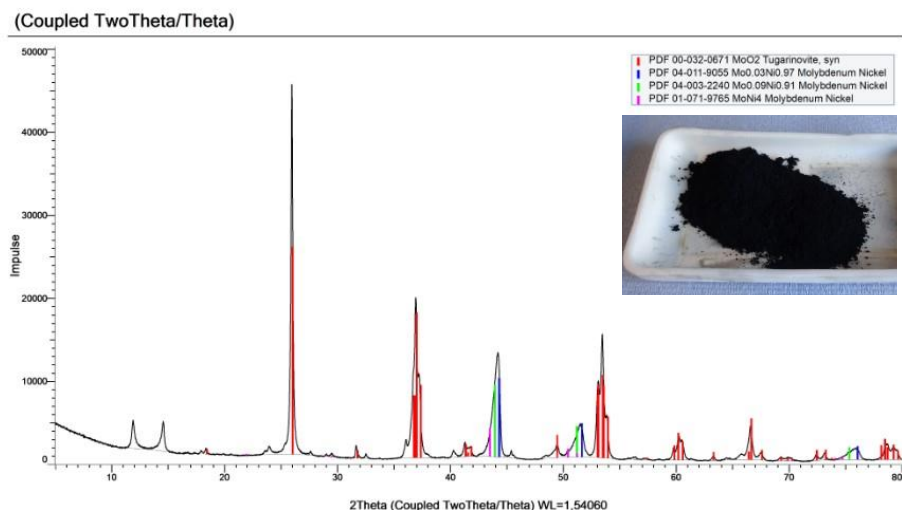 (Coupled TwoTheta/Theta)
50000
40000
30000
20000
10000
0
Impulse
PDF 00-032-0671 MoO2 Tugarinovite, syn
PDF 04-011-9055 Mo0.03Ni0.97 Molybdenum Nickel
PDF 04-003-2240 Mo0.09Ni0.91 Molybdenum Nickel
PDF 01-071-9765 MoNi4 Molybdenum Nickel
10 20 30 40 50 60 70 80
2Theta (Coupled TwoTheta/Theta) WL=1.54060